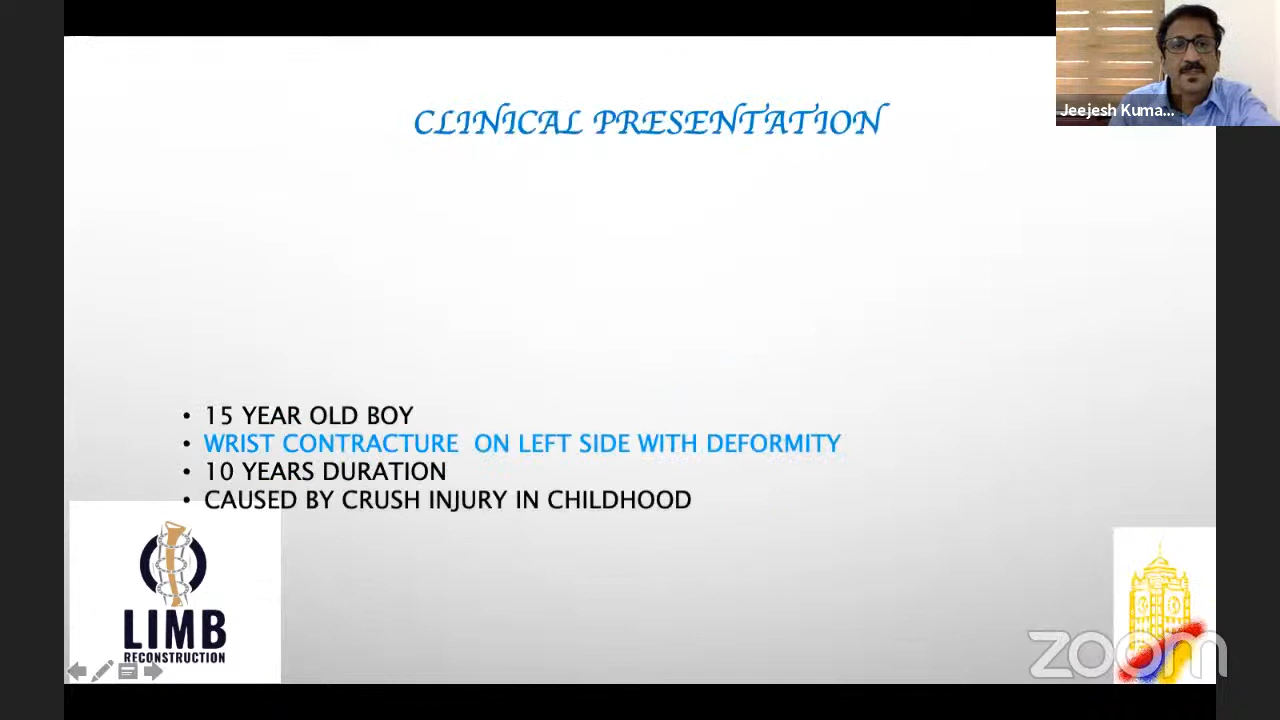 Jeejesh Kuma...
CLINICAL PRESENTATION
• 15 YEAR OLD BOY
• WRIST CONTRACTURE ON LEFT SIDE WITH DEFORMITY
• 10 YEARS DURATION
• CAUSED BY CRUSH INJURY IN CHILDHOOD
LIMB
RECONSTRUCTION
zoom